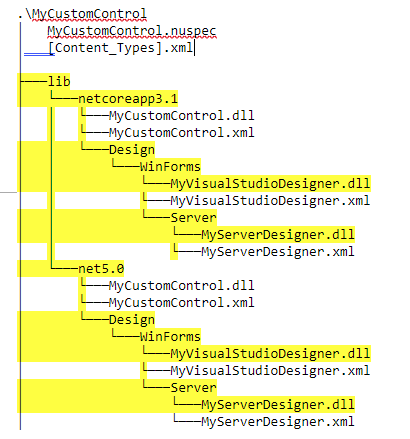 .\MyCustomControl
MyCustomControl.nuspec
[Content_Types].xml
├───lib
└───netcoreapp3.1
└───MyCustomControl.dll
└───MyCustomControl.xml
└───Design
└───WinForms
└───MyVisualStudioDesigner.dll
└───MyVisualStudioDesigner.xml
└───Server
└───MyServerDesigner.dll
└───MyServerDesigner.xml
└───net5.0
└───MyCustomControl.dll
└───MyCustomControl.xml
└───Design
└───WinForms
└───MyVisualStudioDesigner.dll
└───MyVisualStudioDesigner.xml
└───Server
└───MyServerDesigner.dll
└───MyServerDesigner.xml